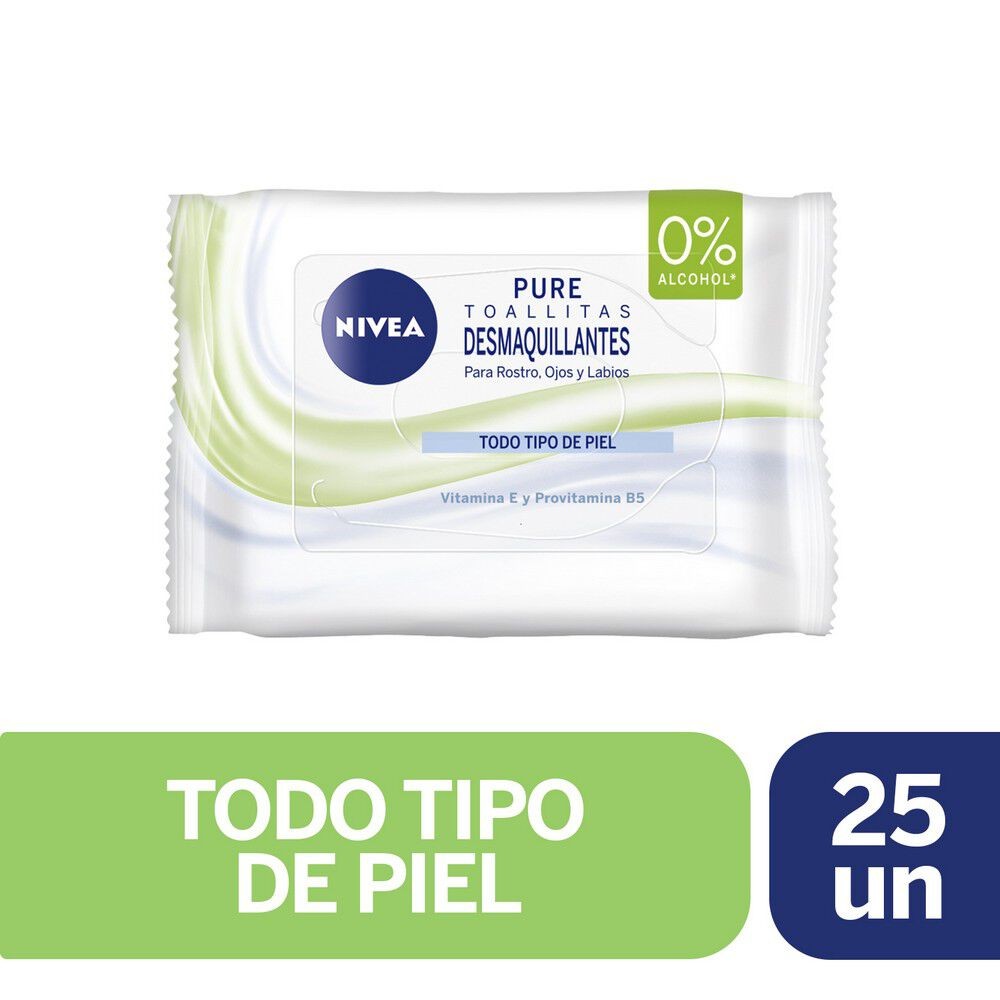 0%
ALCOHOL*
NIVEA
PURE
TOALLITAS
DESMAQUILLANTES
Para Rostro, Ojos y Labios
TODO TIPO DE PIEL
Vitamina E y Provitamina B5
TODO TIPO
DE PIEL
25
un